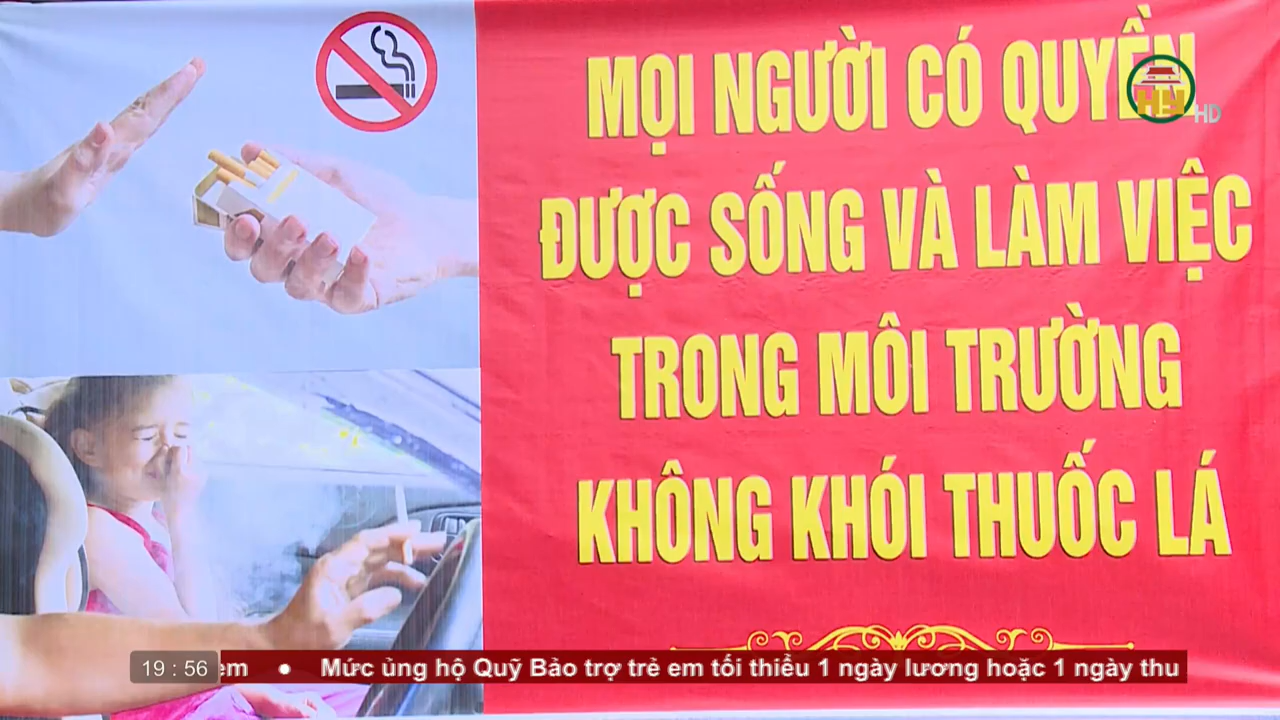 MỌI NGƯỜI CÓ QUYỀN
HY HD
ĐƯỢC SỐNG VÀ LÀM VIỆC
TRONG MÔI TRƯỜNG
KHÔNG KHÓI THUỐC LÁ
19 : 56 em • Mức ủng hộ Quỹ Bảo trợ trẻ em tối thiểu 1 ngày lương hoặc 1 ngày thu